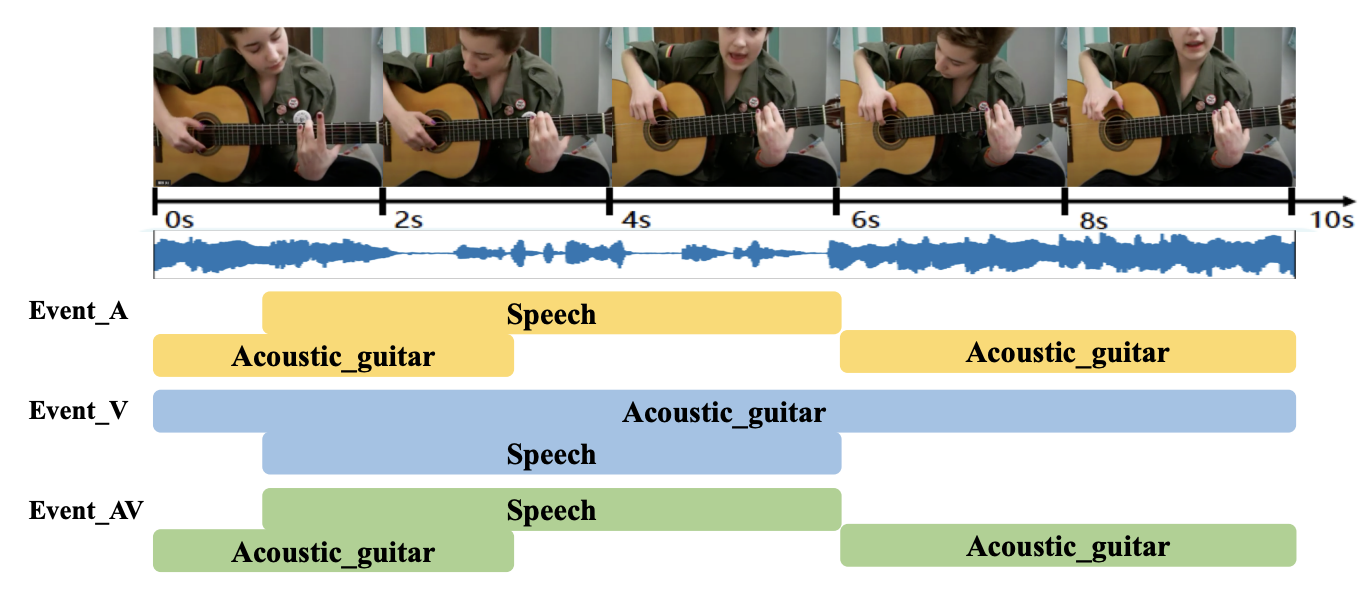 0s 2s 4s 6s 8s 10s
Event_A
Speech
Acoustic_guitar Acoustic_guitar
Event_V
Acoustic_guitar
Speech
Event_AV
Speech
Acoustic_guitar Acoustic_guitar